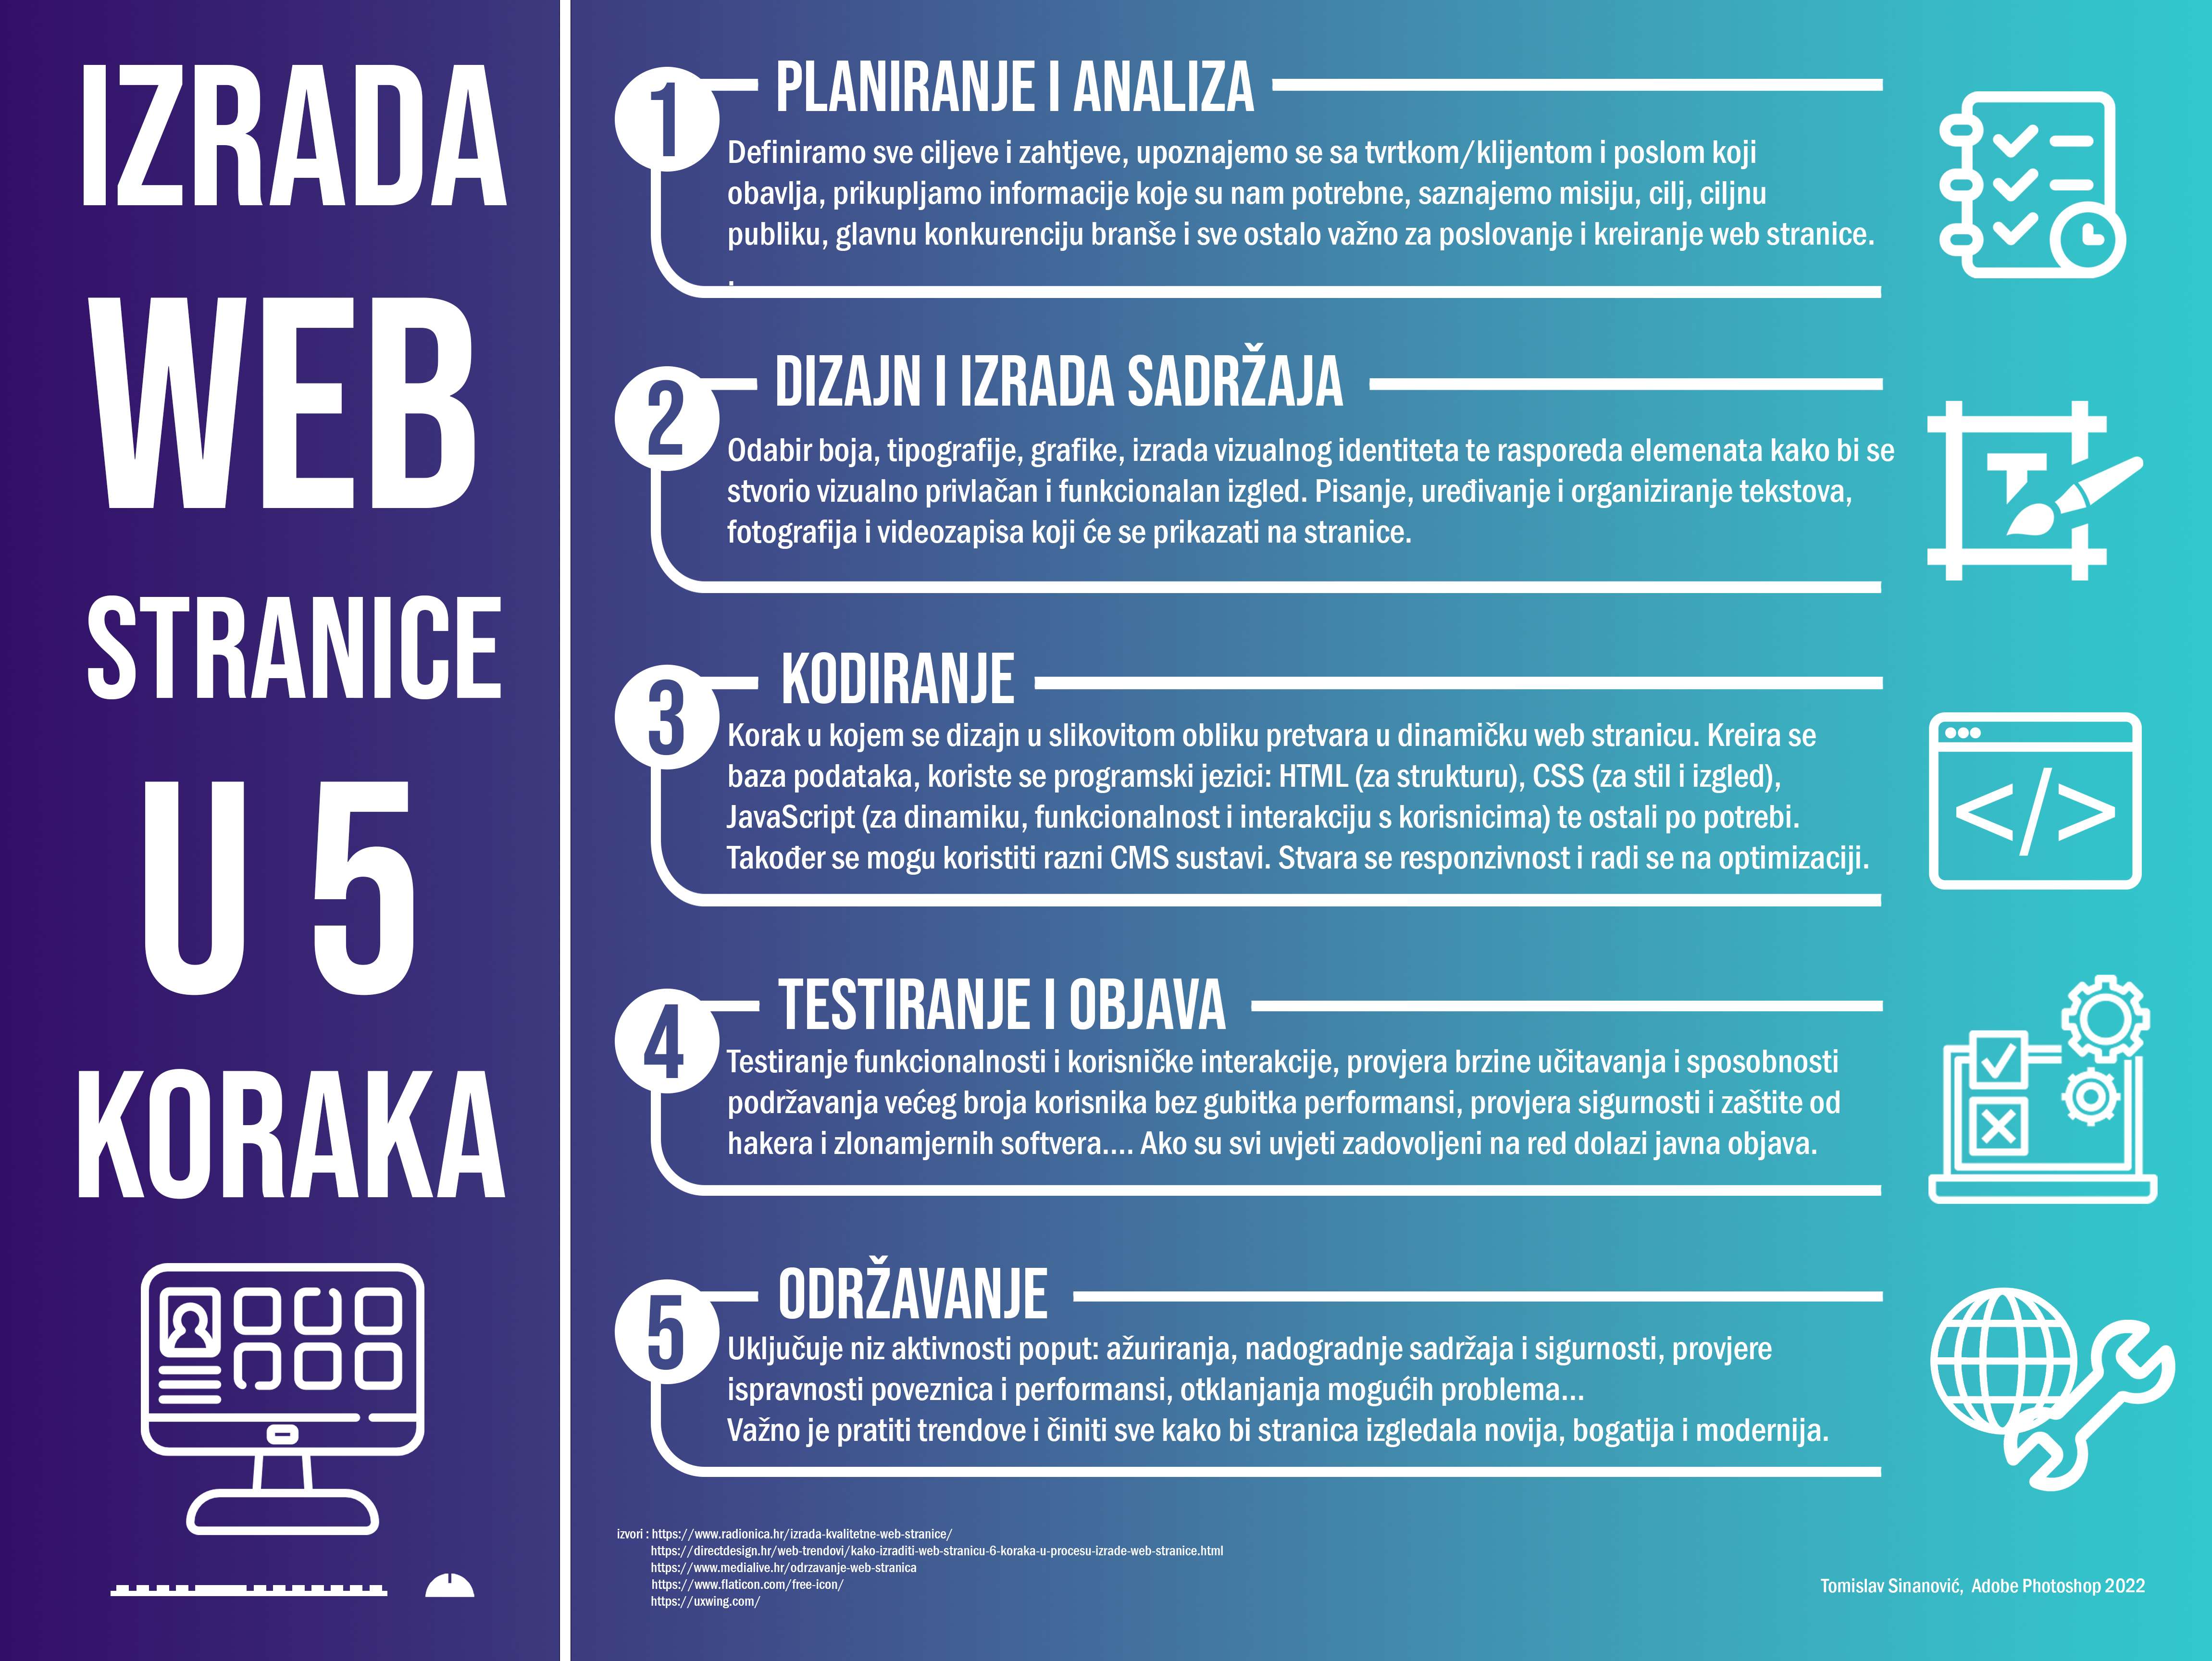 IZRADA
WEB
STRANICE
U 5
KORAKA
1
PLANIRANJE I ANALIZA
Definiramo sve ciljeve i zahtjeve, upoznajemo se sa tvrtkom/klijentom i poslom koji
obavlja, prikupljamo informacije koje su nam potrebne, saznajemo misiju, cilj, ciljnu
publiku, glavnu konkurenciju branše i sve ostalo važno za poslovanje i kreiranje web stranice.
.
2
DIZAJN I IZRADA SADRŽAJA
Odabir boja, tipografije, grafike, izrada vizualnog identiteta te rasporeda elemenata kako bi se
stvorio vizualno privlačan i funkcionalan izgled. Pisanje, uređivanje i organiziranje tekstova,
fotografija i videozapisa koji će se prikazati na stranice.
T
3
KODIRANJE
Korak u kojem se dizajn u slikovitom obliku pretvara u dinamičku web stranicu. Kreira se
baza podataka, koriste se programski jezici: HTML (za strukturu), CSS (za stil i izgled),
JavaScript (za dinamiku, funkcionalnost i interakciju s korisnicima) te ostali po potrebi.
Također se mogu koristiti razni CMS sustavi. Stvara se responzivnost i radi se na optimizaciji.
</>
4
TESTIRANJE I OBJAVA
Testiranje funkcionalnosti i korisničke interakcije, provjera brzine učitavanja i sposobnosti
podržavanja većeg broja korisnika bez gubitka performansi, provjera sigurnosti i zaštite od
hakera i zlonamjernih softvera.... Ako su svi uvjeti zadovoljeni na red dolazi javna objava.
5
ODRŽAVANJE
Uključuje niz aktivnosti poput: ažuriranja, nadogradnje sadržaja i sigurnosti, provjere
ispravnosti poveznica i performansi, otklanjanja mogućih problema...
Važno je pratiti trendove i činiti sve kako bi stranica izgledala novija, bogatija i modernija.
izvori : https://www.radionica.hr/izrada-kvalitetne-web-stranice/
https://directdesign.hr/web-trendovi/kako-izraditi-web-stranicu-6-koraka-u-procesu-izrade-web-stranice.html
https://www.medialive.hr/odrzavanje-web-stranica
https://www.flaticon.com/free-icon/
https://uxwing.com/
Tomislav Sinanović, Adobe Photoshop 2022